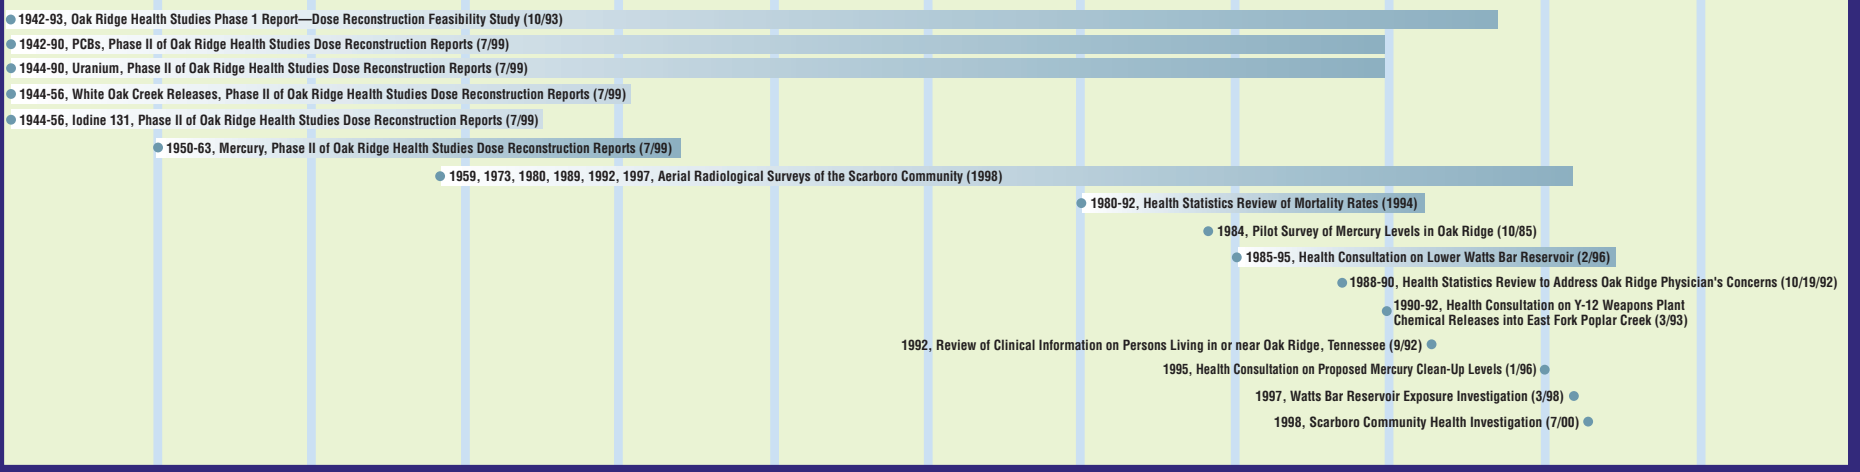 1942-93, Oak Ridge Health Studies Phase 1 Report—Dose Reconstruction Feasibility Study (10/93)
1942-90, PCBs, Phase II of Oak Ridge Health Studies Dose Reconstruction Reports (7/99)
1944-90, Uranium, Phase II of Oak Ridge Health Studies Dose Reconstruction Reports (7/99)
1944-56, White Oak Creek Releases, Phase II of Oak Ridge Health Studies Dose Reconstruction Reports (7/99)
1944-56, Iodine 131, Phase II of Oak Ridge Health Studies Dose Reconstruction Reports (7/99)
1950-63, Mercury, Phase II of Oak Ridge Health Studies Dose Reconstruction Reports (7/99)
1959, 1973, 1980, 1989, 1992, 1997, Aerial Radiological Surveys of the Scarboro Community (1998)
1980-92, Health Statistics Review of Mortality Rates (1994)
1984, Pilot Survey of Mercury Levels in Oak Ridge (10/85)
1985-95, Health Consultation on Lower Watts Bar Reservoir (2/96)
1988-90, Health Statistics Review to Address Oak Ridge Physician's Concerns (10/19/92)
1990-92, Health Consultation on Y-12 Weapons Plant
Chemical Releases into East Fork Poplar Creek (3/93)
1992, Review of Clinical Information on Persons Living in or near Oak Ridge, Tennessee (9/92)
1995, Health Consultation on Proposed Mercury Clean-Up Levels (1/96)
1997, Watts Bar Reservoir Exposure Investigation (3/98)
1998, Scarboro Community Health Investigation (7/00)